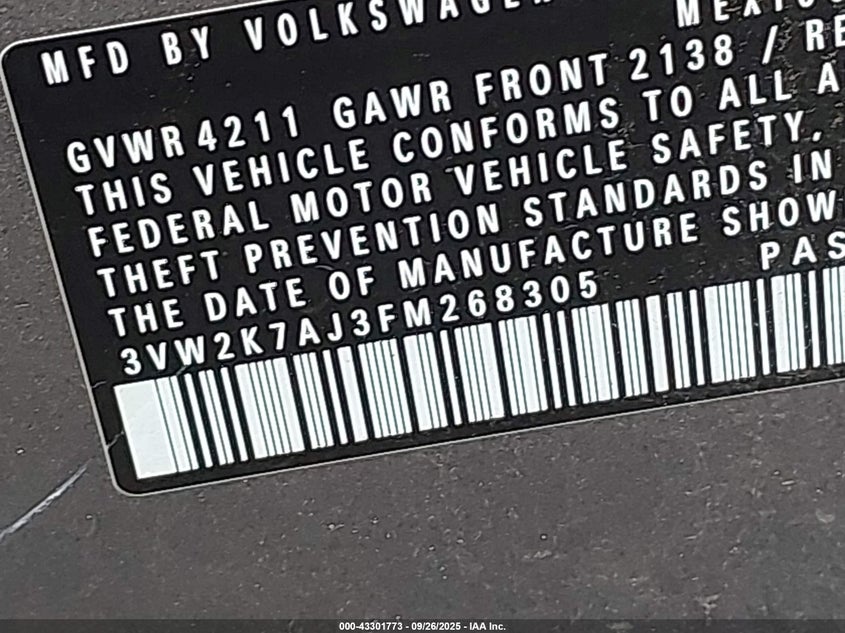 MFD BY VOLKSWAGEN
GVWR 4211 GAWR FRONT 2138 / RE
THIS VEHICLE CONFORMS TO ALL A
FEDERAL MOTOR VEHICLE SAFETY,
THEFT PREVENTION STANDARDS IN
THE DATE OF MANUFACTURE SHOW
3VW2K7AJ3FM268305 PAS
000-43301773 - 09/26/2025 - IAA Inc.